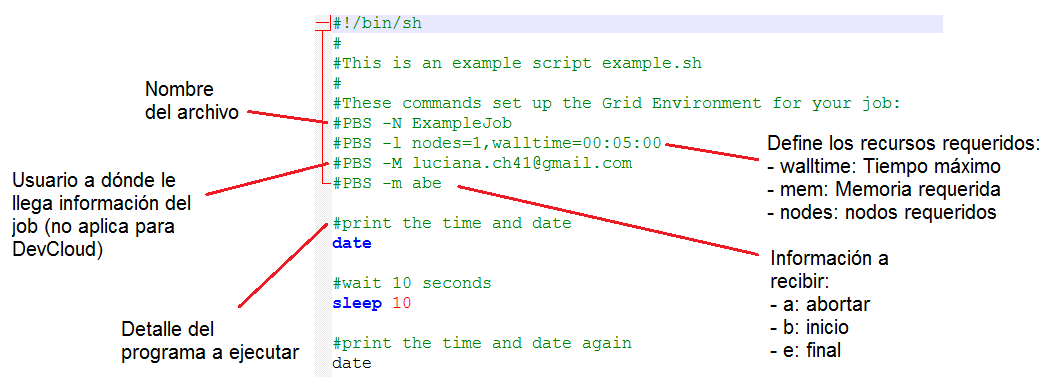 #!/bin/sh
#
#This is an example script example.sh
#
#These commands set up the Grid Environment for your job:
#PBS -N ExampleJob
#PBS -l nodes=1,walltime=00:05:00
#PBS -M luciana.ch41@gmail.com
#PBS -m abe
#print the time and date
date
#wait 10 seconds
sleep 10
#print the time and date again
date
Nombre
del archivo
Usuario a dónde le
llega información del
job (no aplica para
DevCloud)
Detalle del
programa a ejecutar
Define los recursos requeridos:
- walltime: Tiempo máximo
- mem: Memoria requerida
- nodes: nodos requeridos
Información a
recibir:
- a: abortar
- b: inicio
- e: final